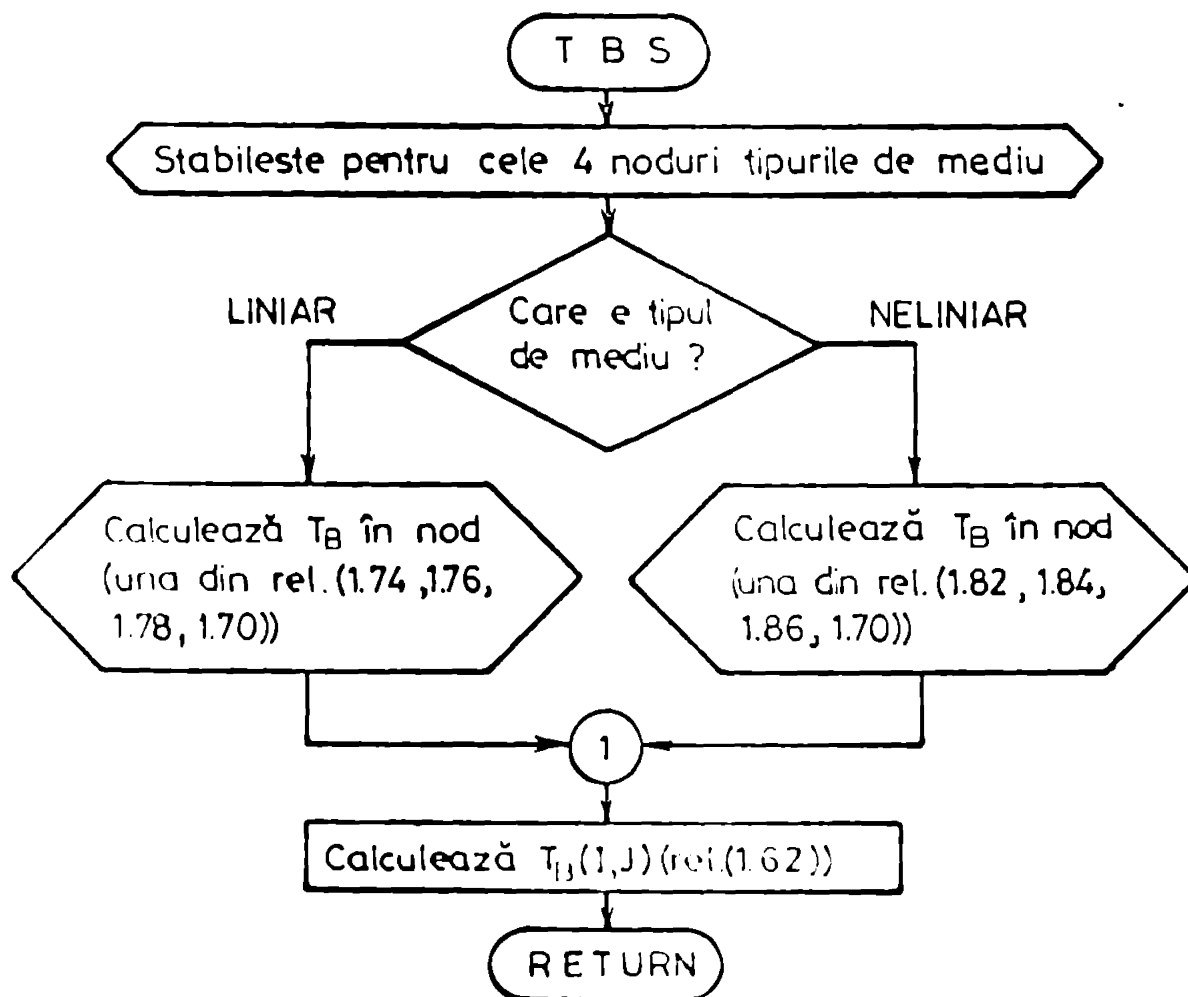 T B S
Stabileste pentru cele 4 noduri tipurile de mediu
Care e tipul
de mediu ?
LINIAR
NELINIAR
Calculează T_B în nod
(una din rel. (1.74 ,1.76,
1.78 , 1.70))
Calculează T_B în nod
(una din rel. (1.82 , 1.84,
1.86 , 1.70))
1
Calculează T_B(I,J) (rel.(1.62))
RETURN